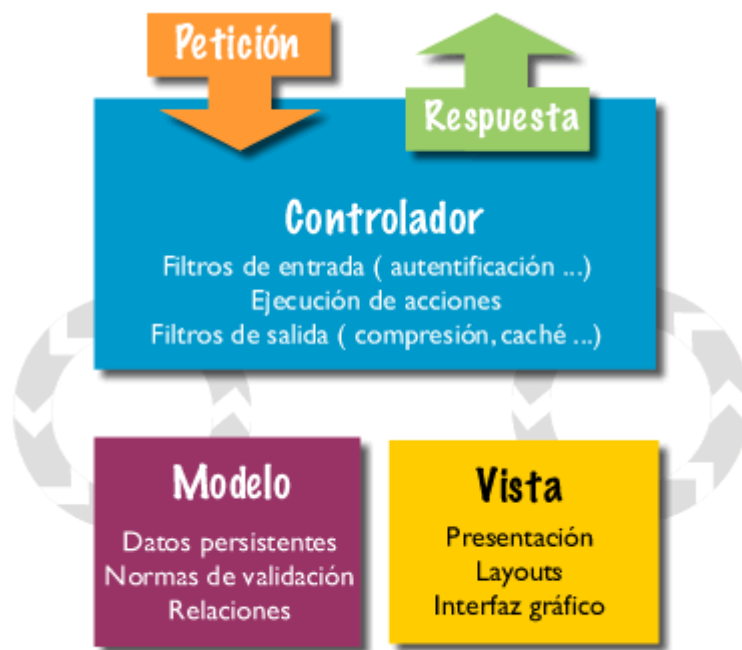 Petición
Respuesta
Controlador
Filtros de entrada ( autentificación ...)
Ejecución de acciones
Filtros de salida ( compresión, caché ...)
Modelo
Datos persistentes
Normas de validación
Relaciones
Vista
Presentación
Layouts
Interfaz gráfico